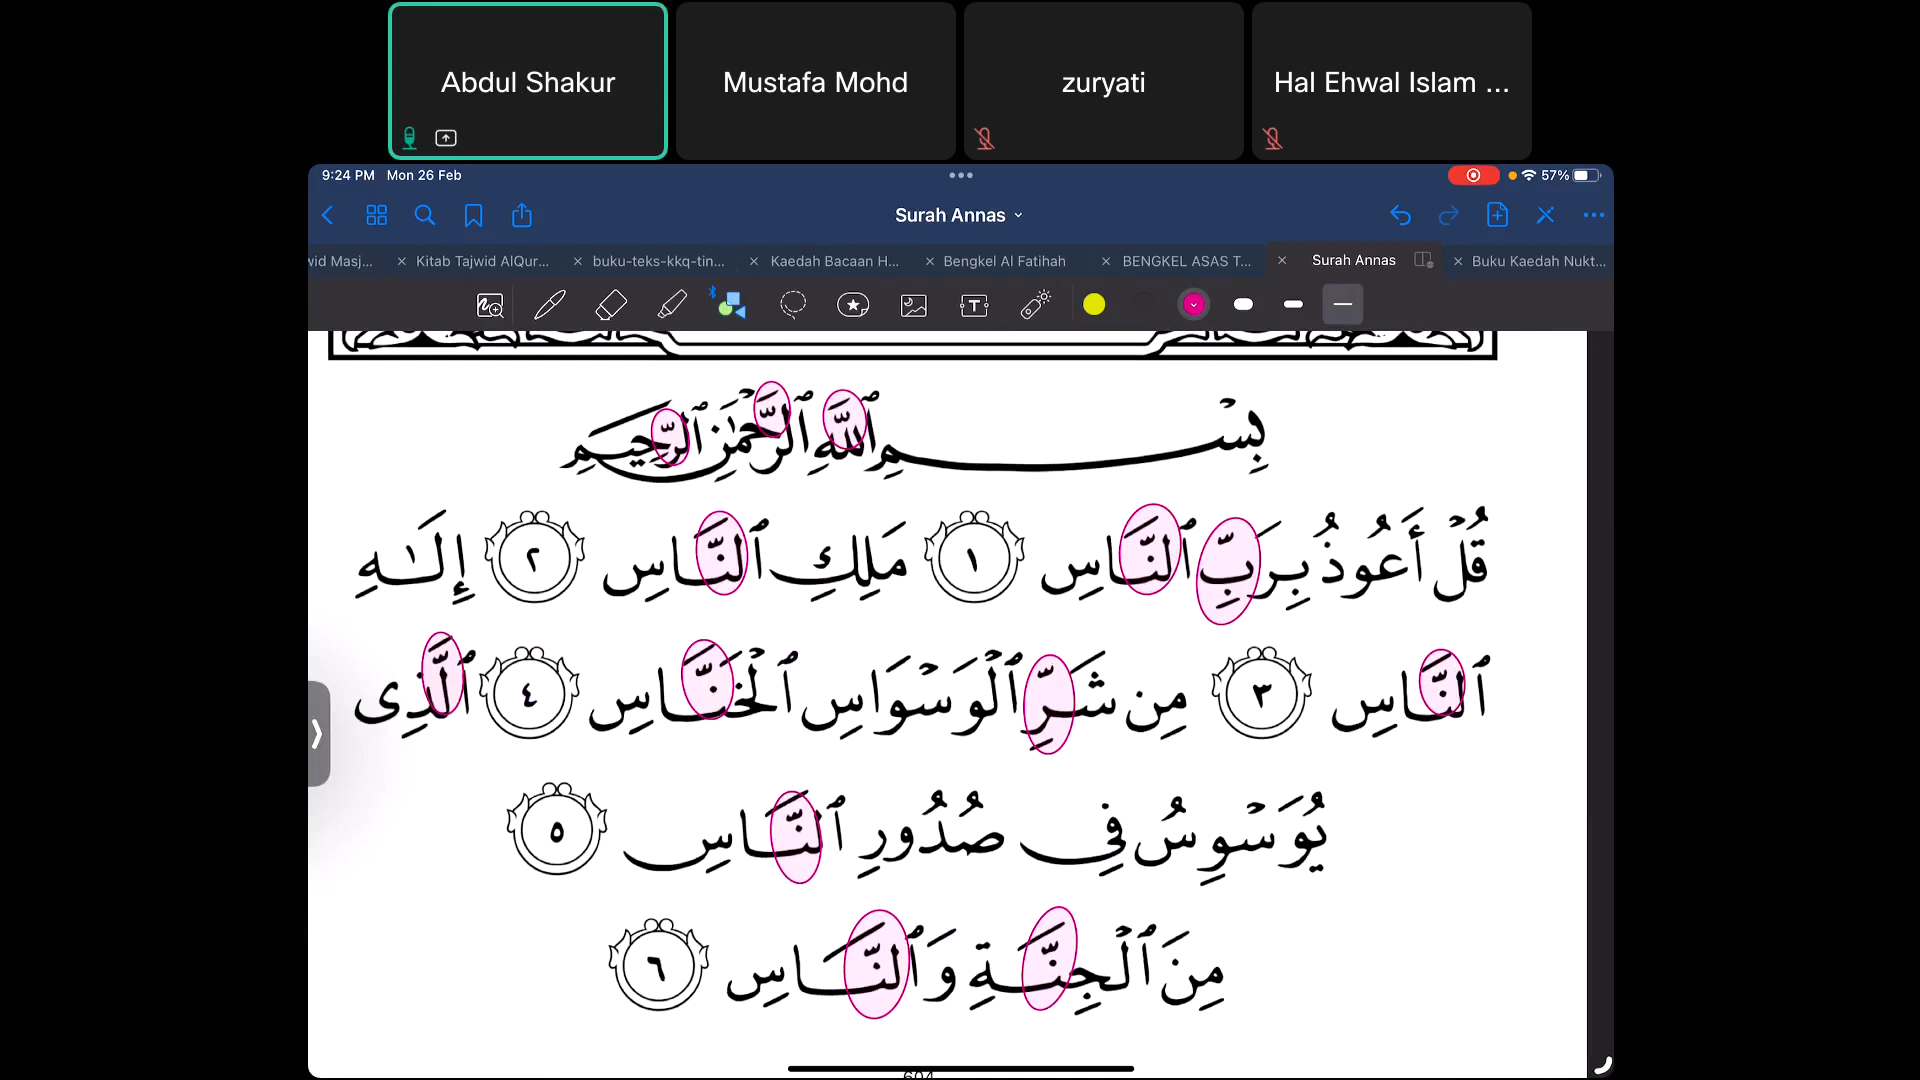 Abdul Shakur
Mustafa Mohd
zuryati
Hal Ehwal Islam ...
9:24 PM Mon 26 Feb
57%
Surah Annas
wid Masj...
Kitab Tajwid AlQur...
buku-teks-kkq-tin...
Kaedah Bacaan H...
Bengkel Al Fatihah
BENGKEL ASAS T...
Surah Annas
Buku Kaedah Nukt...
بِسْمِ ٱللَّهِ ٱلرَّحْمَٰنِ ٱلرَّحِيمِ
قُلْ أَعُوذُ بِرَبِّ ٱلنَّاسِ ١ مَلِكِ ٱلنَّاسِ ٢ إِلَٰهِ
ٱلنَّاسِ ٣ مِن شَرِّ ٱلْوَسْوَاسِ ٱلْخَنَّاسِ ٤ ٱلَّذِى
يُوَسْوِسُ فِى صُدُورِ ٱلنَّاسِ ٥
مِنَ ٱلْجِنَّةِ وَٱلنَّاسِ ٦
604